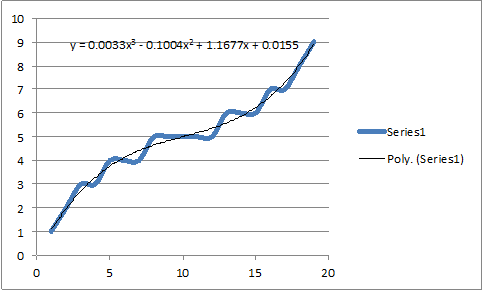 10
9
y = 0.0033x³ - 0.1004x² + 1.1677x + 0.0155
8
7
6
5
4
3
2
1
0
Series1
Poly. (Series1)
0 5 10 15 20